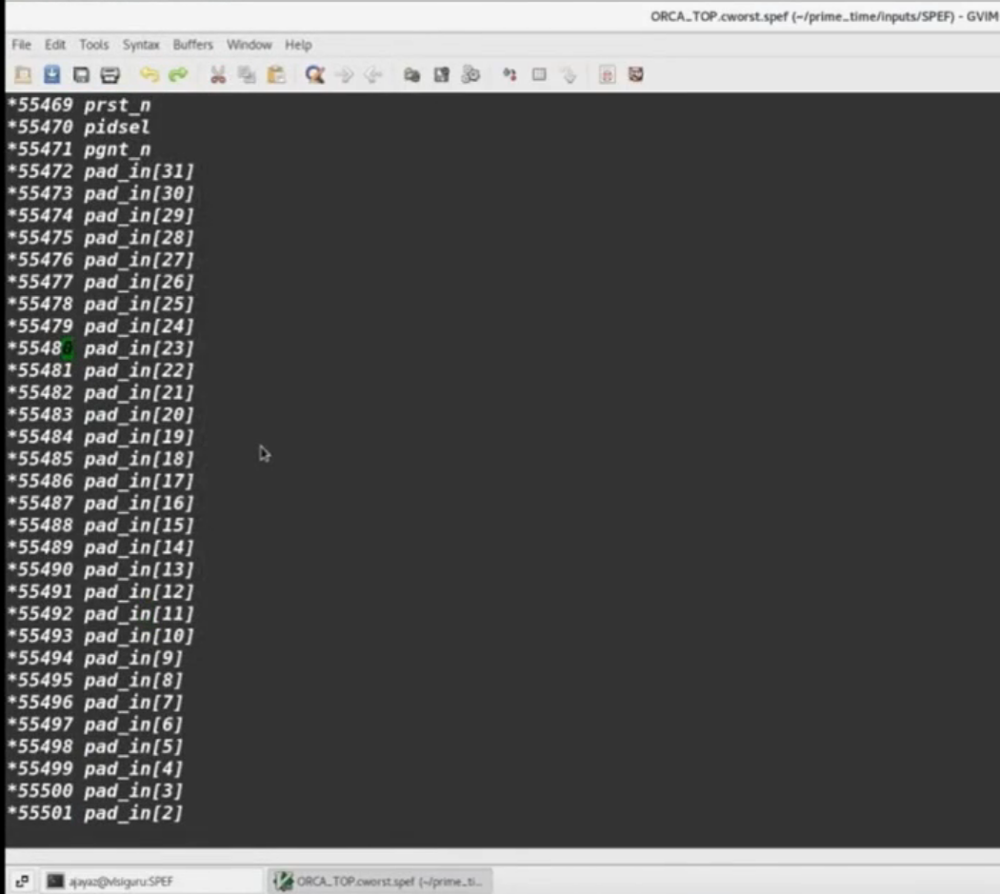 ORCA_TOP.cworst.spef (~/prime_time/inputs/SPEF) - GVIM
File Edit Tools Syntax Buffers Window Help
*55469 prst_n
*55470 pidsel
*55471 pgnt_n
*55472 pad_in[31]
*55473 pad_in[30]
*55474 pad_in[29]
*55475 pad_in[28]
*55476 pad_in[27]
*55477 pad_in[26]
*55478 pad_in[25]
*55479 pad_in[24]
*55480 pad_in[23]
*55481 pad_in[22]
*55482 pad_in[21]
*55483 pad_in[20]
*55484 pad_in[19]
*55485 pad_in[18]
*55486 pad_in[17]
*55487 pad_in[16]
*55488 pad_in[15]
*55489 pad_in[14]
*55490 pad_in[13]
*55491 pad_in[12]
*55492 pad_in[11]
*55493 pad_in[10]
*55494 pad_in[9]
*55495 pad_in[8]
*55496 pad_in[7]
*55497 pad_in[6]
*55498 pad_in[5]
*55499 pad_in[4]
*55500 pad_in[3]
*55501 pad_in[2]
ajayaz@vlsiguru:SPEF ORCA_TOP.cworst.spef (~/prime_ti...